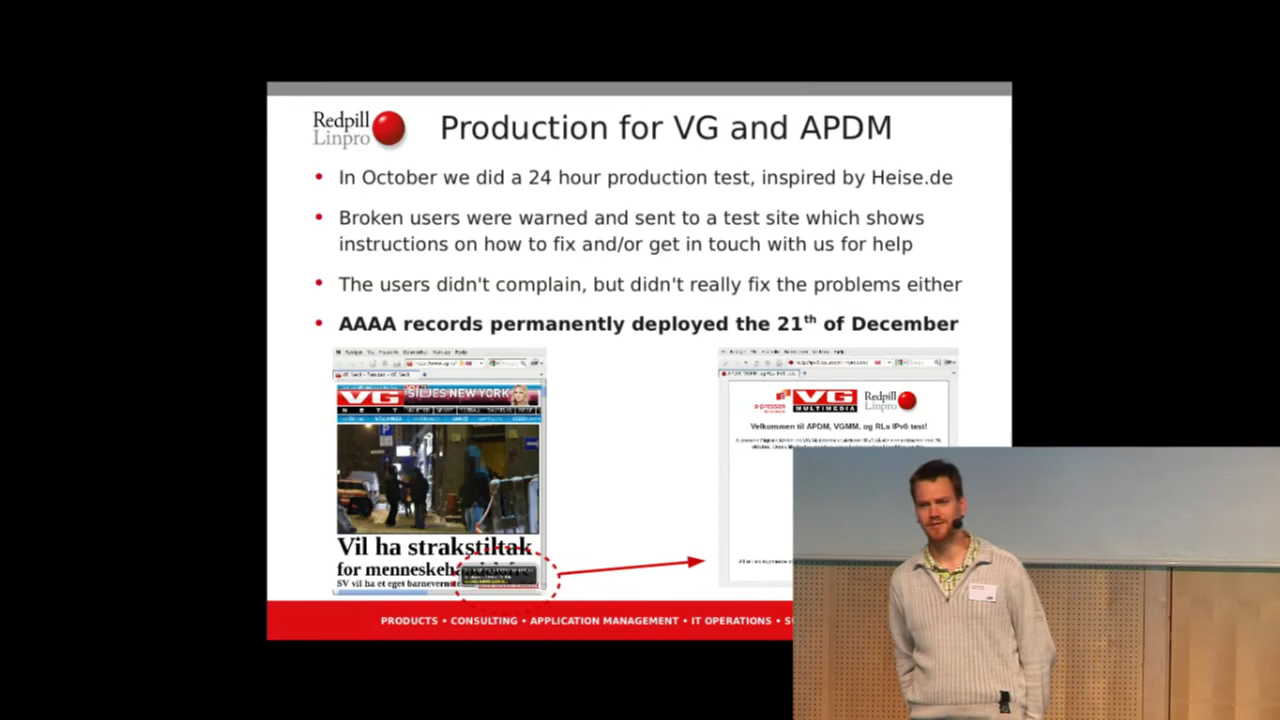 Redpill
Linpro
Production for VG and APDM
• In October we did a 24 hour production test, inspired by Heise.de
• Broken users were warned and sent to a test site which shows
instructions on how to fix and/or get in touch with us for help
• The users didn't complain, but didn't really fix the problems either
• AAAA records permanently deployed the 21th of December
SIDES NEW YORK
VG
NETT
Vil ha strakstiltak
for menneskeh
SV vil ha et eget barnevern
VG
MULTIMEDIA
Redpill
Linpro
Velkommen til APDM, VGMM, og RLs IPv6-test!
PRODUCTS • CONSULTING • APPLICATION MANAGEMENT • IT OPERATIONS •